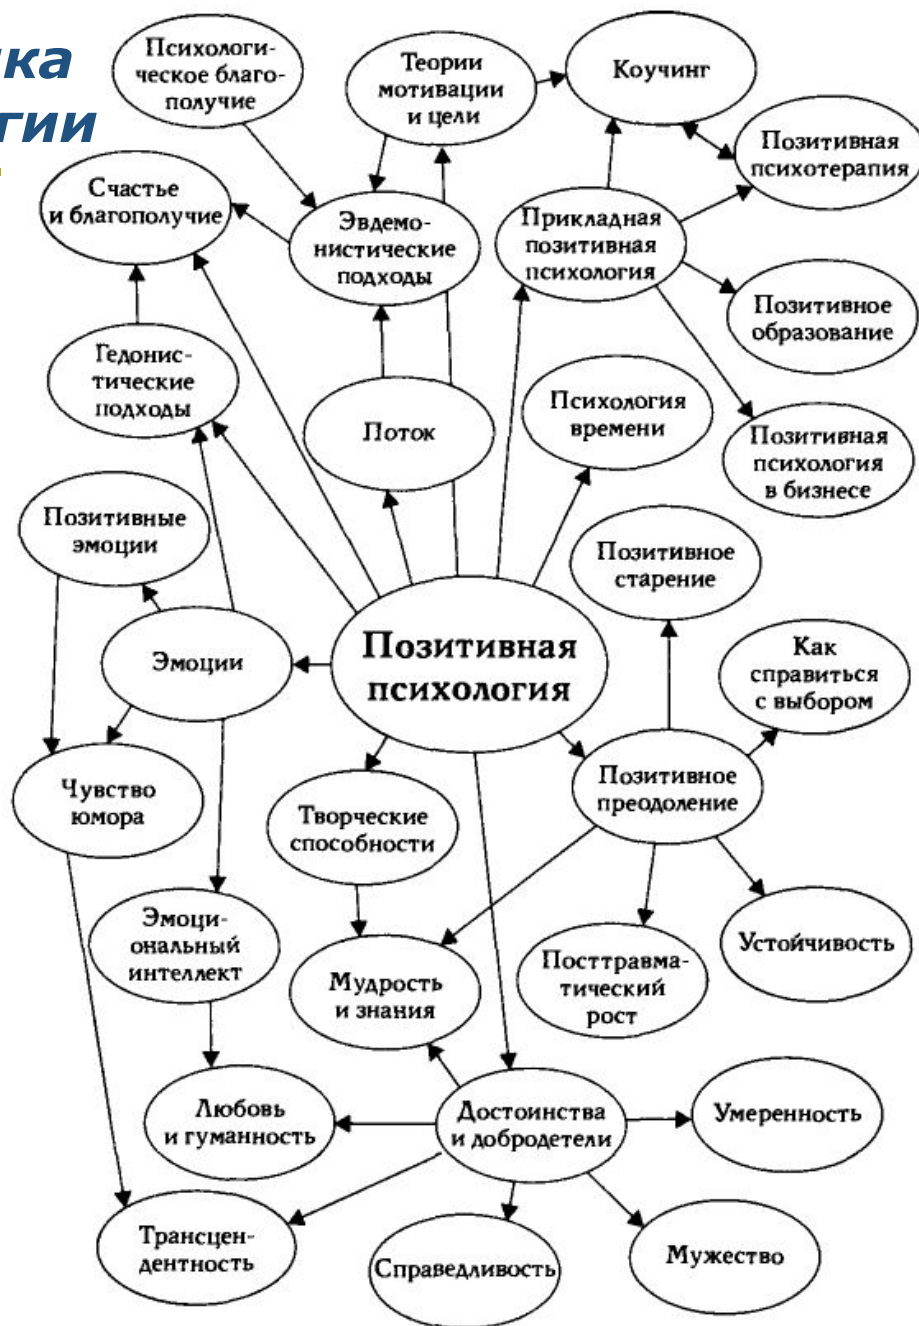 ка
гии
Психологи-
ческое благо-
получие
Теории
мотивации
и цели
Коучинг
Позитивная
психотерапия
Счастье
и благополучие
Эвдемо-
нистические
подходы
Прикладная
позитивная
психология
Позитивное
образование
Гедонис-
тические
подходы
Поток
Психология
времени
Позитивная
психология
в бизнесе
Позитивные
эмоции
Позитивное
старение
Эмоции
Позитивная
психология
Как
справиться
с выбором
Чувство
юмора
Творческие
способности
Позитивное
преодоление
Эмоци-
ональный
интеллект
Мудрость
и знания
Посттравма-
тический
рост
Устойчивость
Любовь
и гуманность
Достоинства
и добродетели
Умеренность
Трансцен-
дентность
Справедливость
Мужество